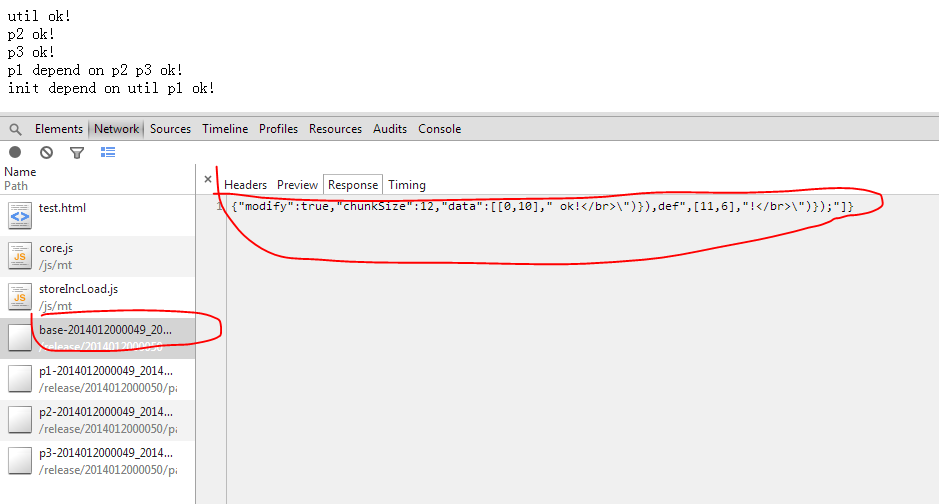 util ok!
p2 ok!
p3 ok!
p1 depend on p2 p3 ok!
init depend on util p1 ok!
Elements Network Sources Timeline Profiles Resources Audits Console
Name
Path
Headers Preview Response Timing
1 {"modify":true,"chunkSize":12,"data":[[0,10]," ok!</br>\")}),def",[11,6],"!</br>\")});"]}
test.html
core.js
/js/mt
storeIncLoad.js
/js/mt
base-2014012000049_20...
/release/2014012000050
p1-2014012000049_2014...
/release/2014012000050/pa
p2-2014012000049_2014...
/release/2014012000050/pa
p3-2014012000049_2014...
/release/2014012000050/pa